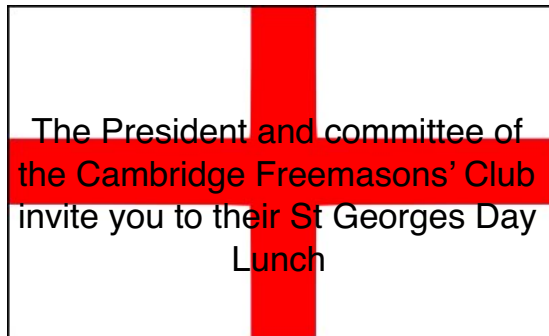 The President and committee of
the Cambridge Freemasons’ Club
invite you to their St Georges Day
Lunch